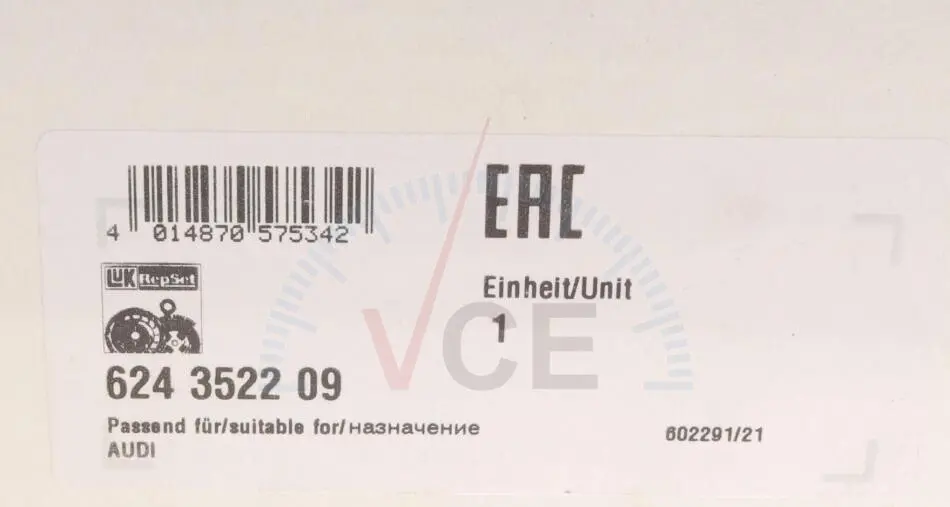 EAC
4 014870 575342
LUK RepSet
Einheit/Unit
1
VCE
624 3522 09
Passend für/suitable for/назначение
AUDI
602291/21